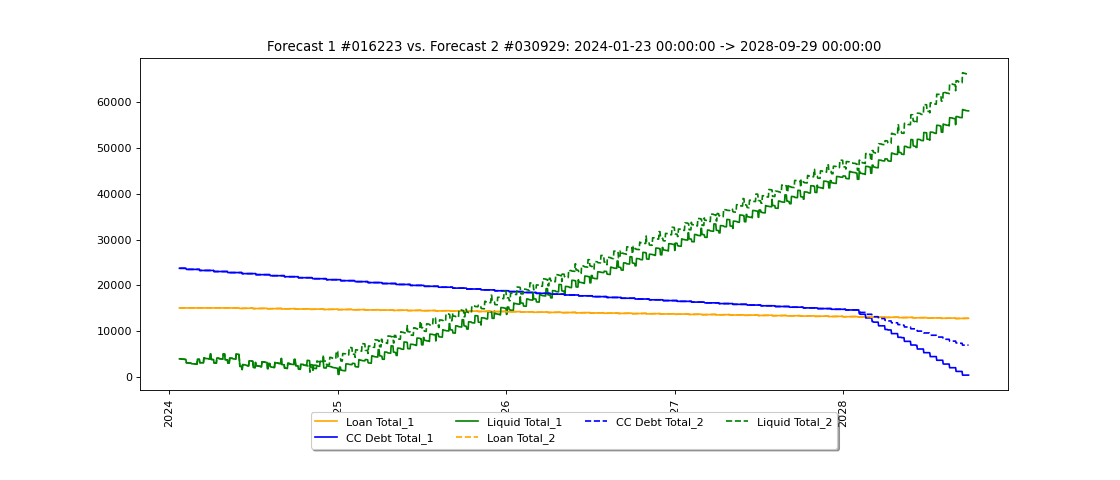 Forecast 1 #016223 vs. Forecast 2 #030929: 2024-01-23 00:00:00 -> 2028-09-29 00:00:00
60000
50000
40000
30000
20000
10000
0
2024
25
26
27
2028
Loan Total_1
Liquid Total_1
CC Debt Total_2
Liquid Total_2
CC Debt Total_1
Loan Total_2